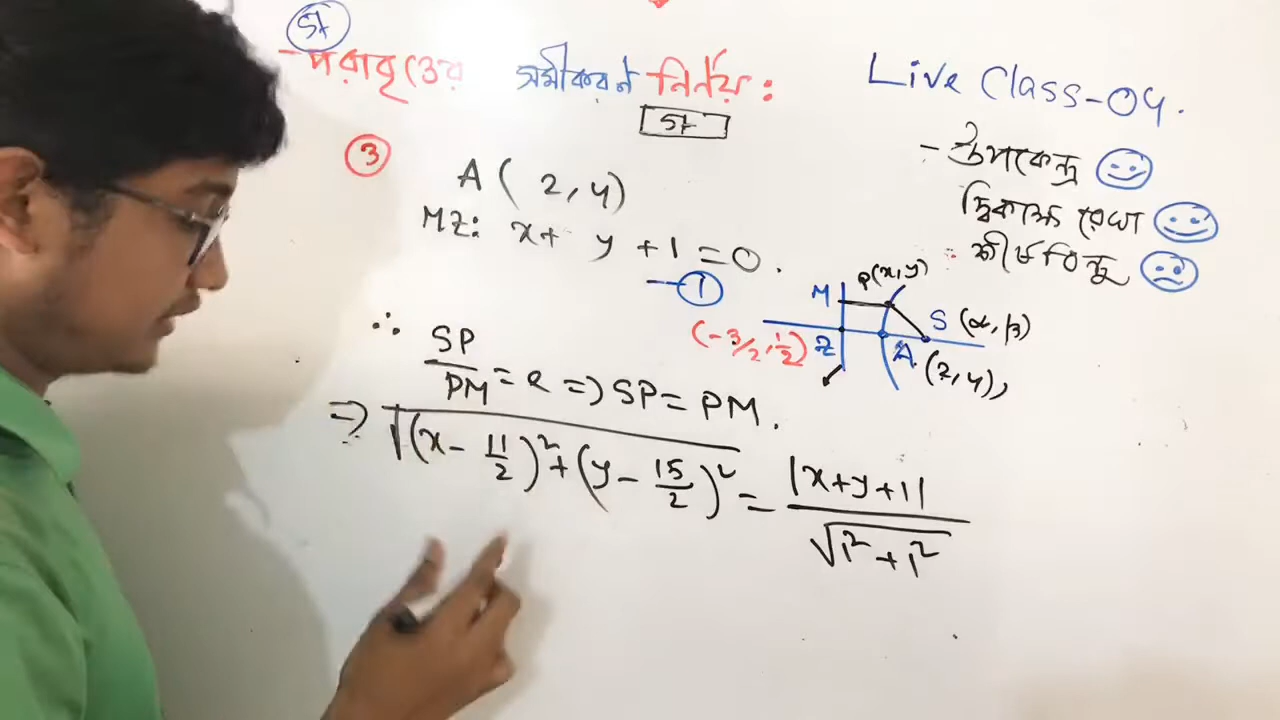 ST
পরাবৃত্তের সমীকরণ নির্ণয় :
Live Class-04.
ST
- উপকেন্দ্র
দ্বিকাক্ষ রেখা
শীর্ষবিন্দু
3
A ( 2, 4)
MZ: x + y + 1 = 0.
— 1
P(x, y)
M
S (α, β)
(-3/2, 1/2) Z A. (2, 4),
∴ SP/PM = e => SP = PM.
=> √((x - 11/2)² + (y - 15/2)²) = |x+y+1| / √(1² + 1²)